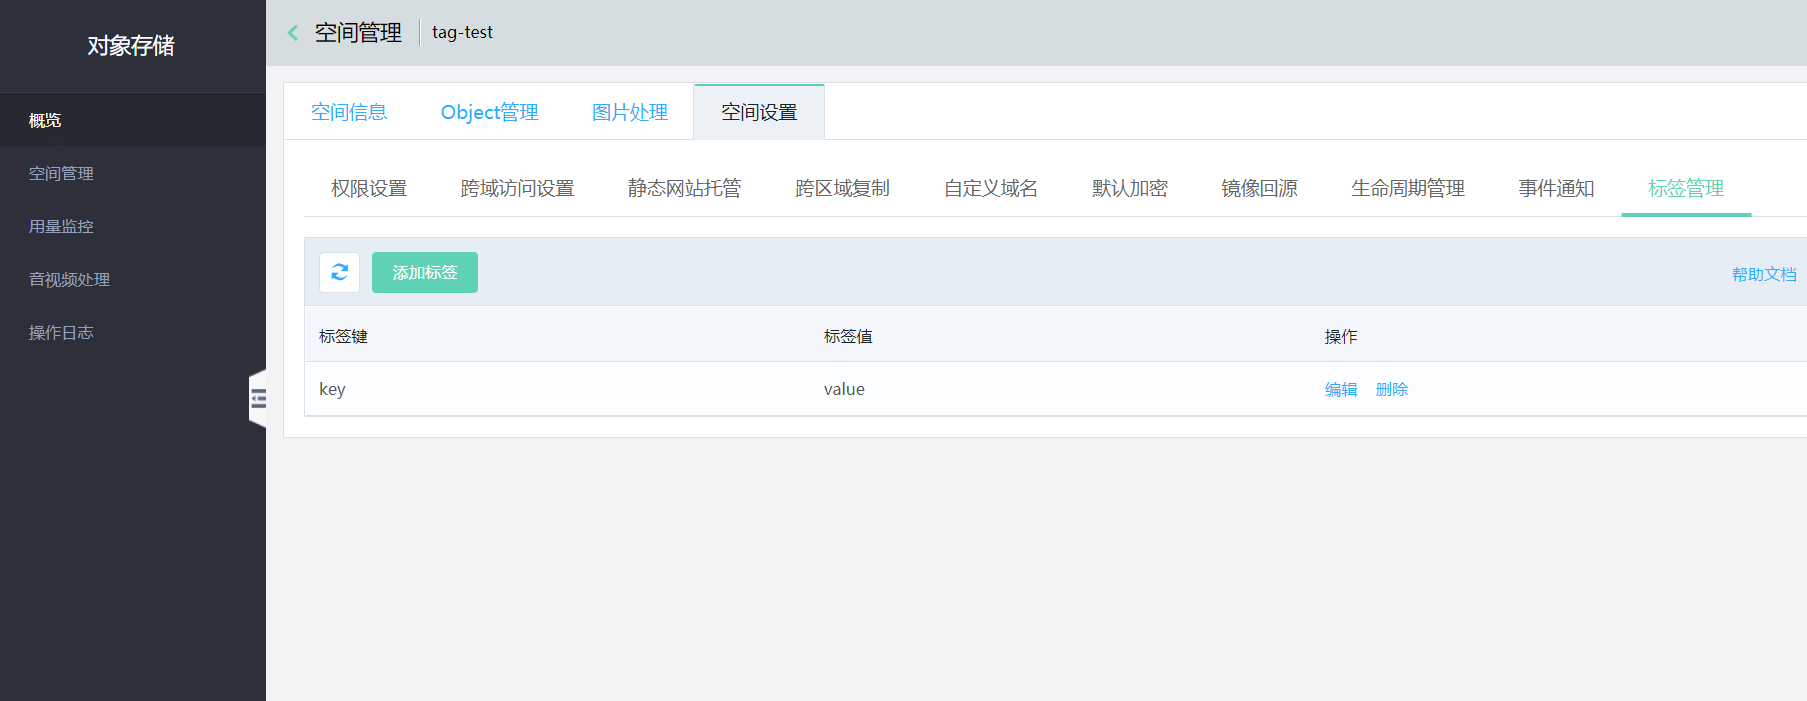 对象存储
概览
空间管理
用量监控
音视频处理
操作日志
空间管理 tag-test
空间信息 Object管理 图片处理 空间设置
权限设置 跨域访问设置 静态网站托管 跨区域复制 自定义域名 默认加密 镜像回源 生命周期管理 事件通知 标签管理
添加标签 帮助文档
标签键 标签值 操作
key value 编辑 删除